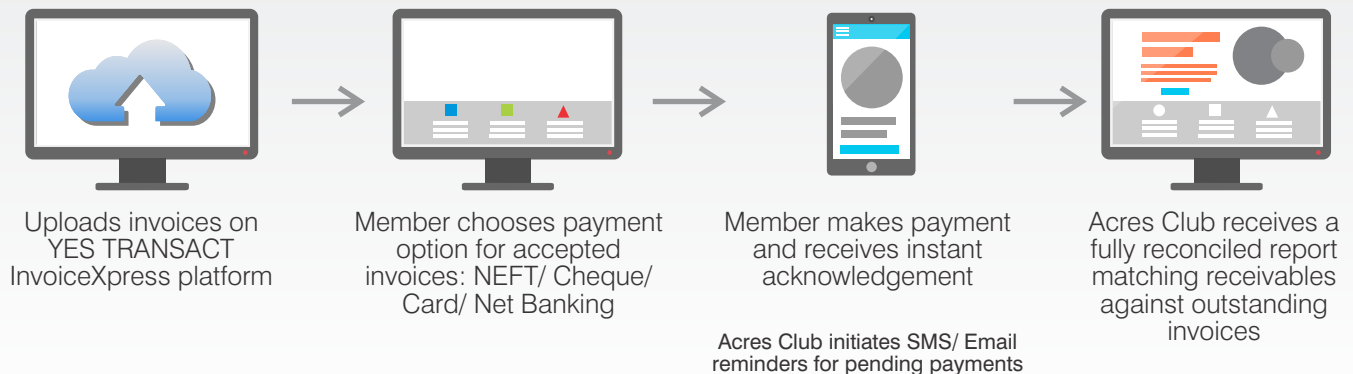 Uploads invoices on
YES TRANSACT
InvoiceXpress platform
Member chooses payment
option for accepted
invoices: NEFT/ Cheque/
Card/ Net Banking
Member makes payment
and receives instant
acknowledgement
Acres Club initiates SMS/ Email
reminders for pending payments
Acres Club receives a
fully reconciled report
matching receivables
against outstanding
invoices